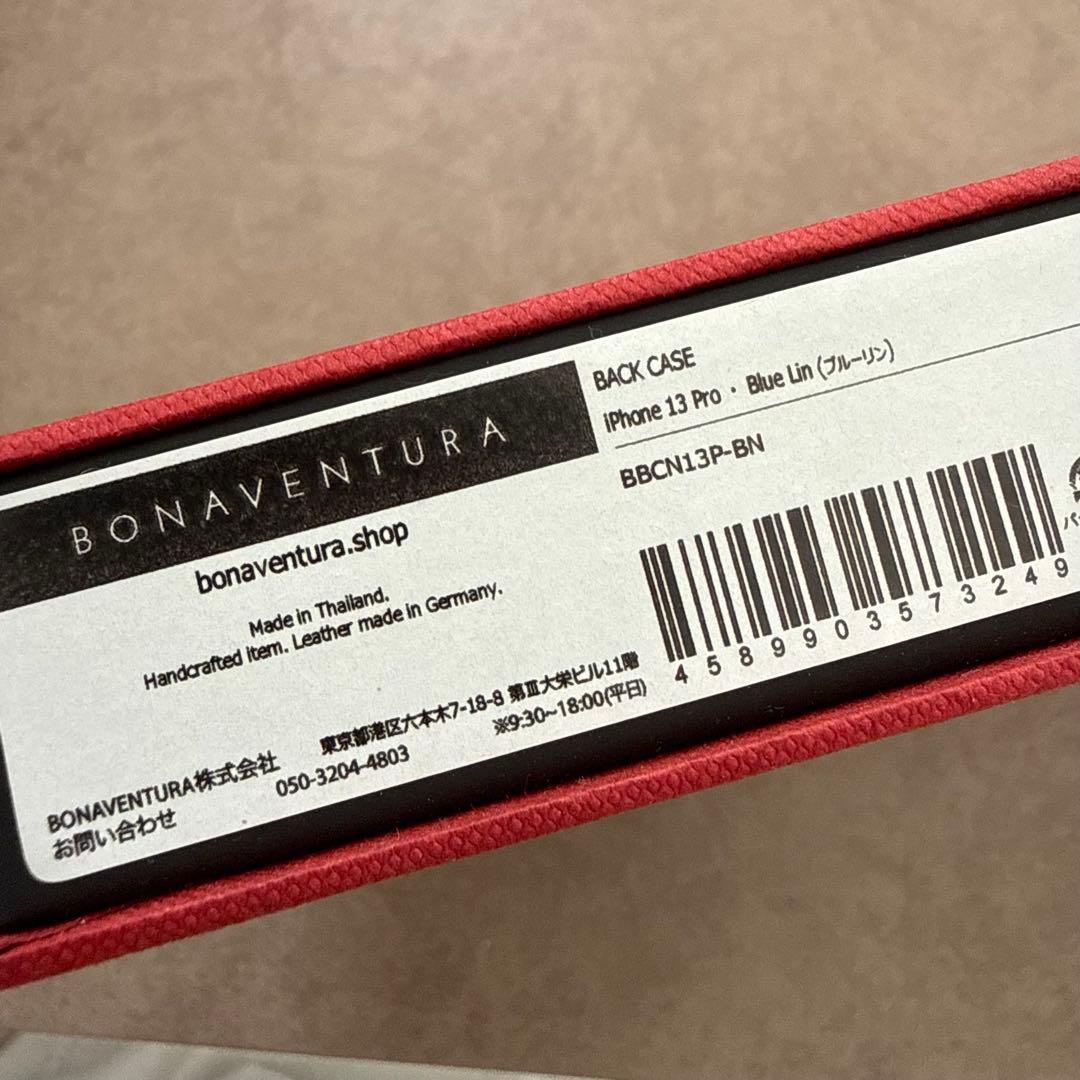 BONAVENTURA
bonaventura.shop
Made in Thailand.
Handcrafted item. Leather made in Germany.
BONAVENTURA株式会社 東京都港区六本木7-18-8 第Ⅲ大栄ビル11階
お問い合わせ 050-3204-4803 ※9:30~18:00(平日)
BACK CASE
iPhone 13 Pro・Blue Lin (ブルーリン)
BBCN13P-BN
4589903573249